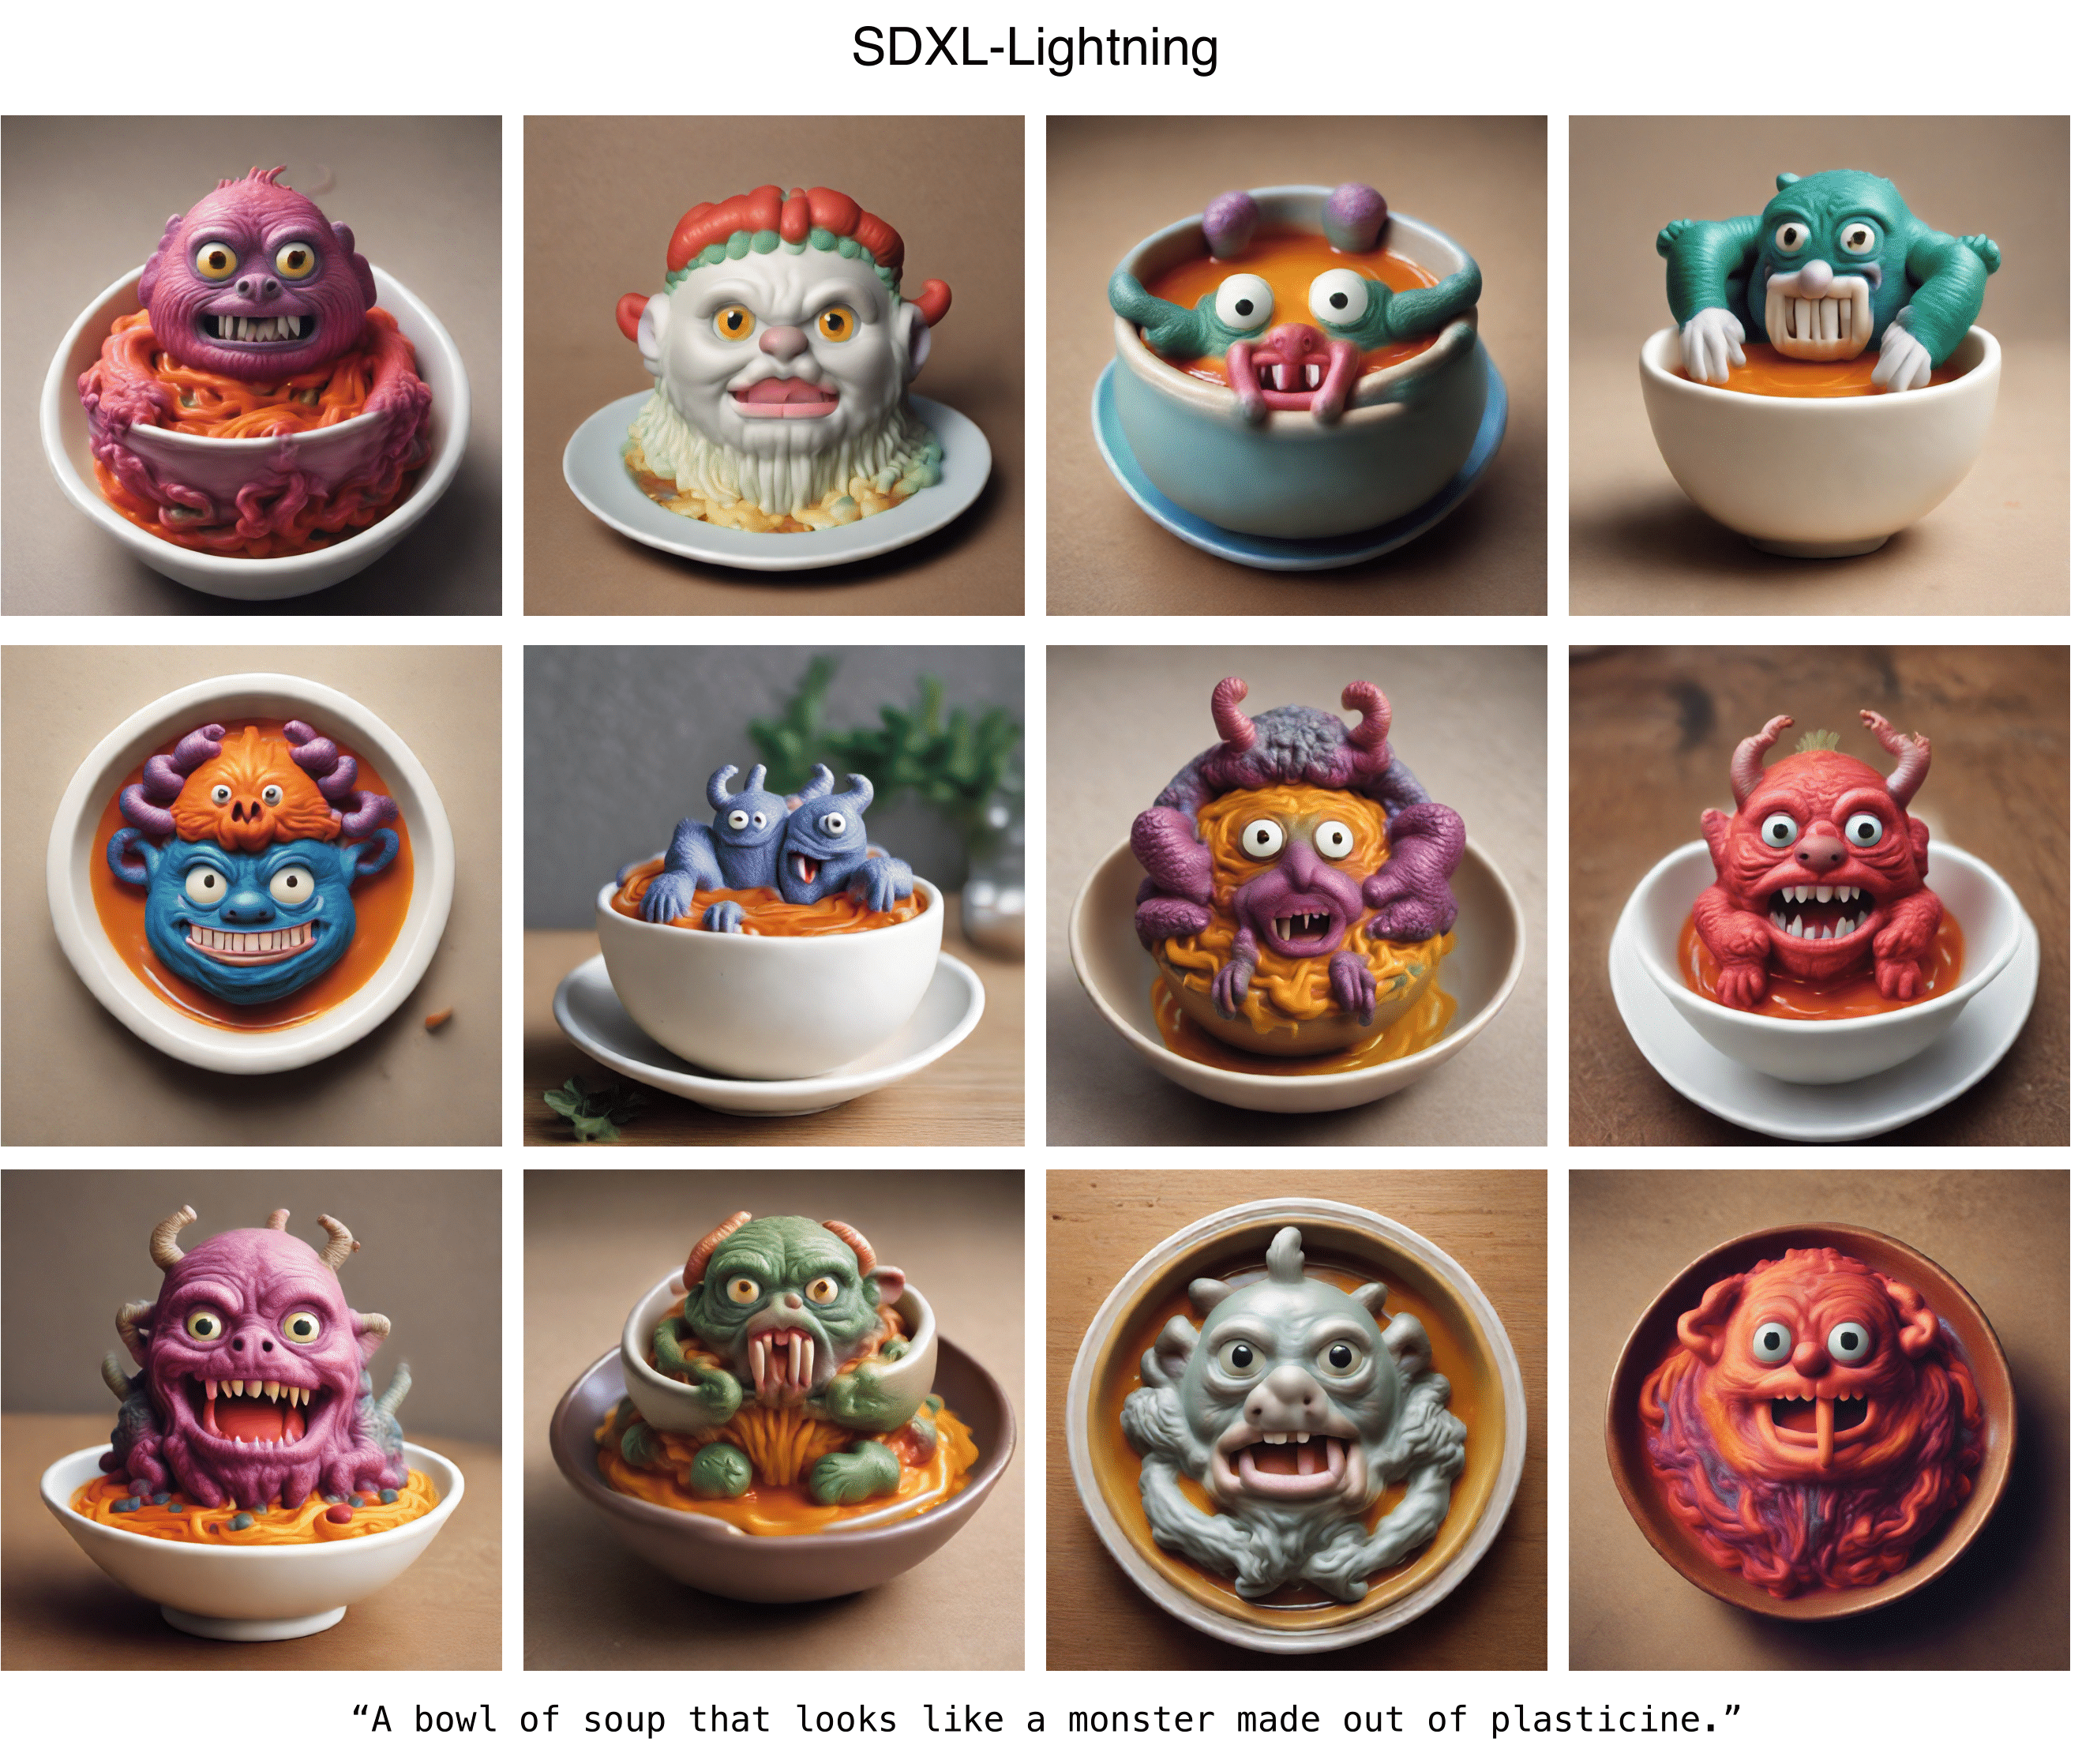 SDXL-Lightning
“A bowl of soup that looks like a monster made out of plasticine.”